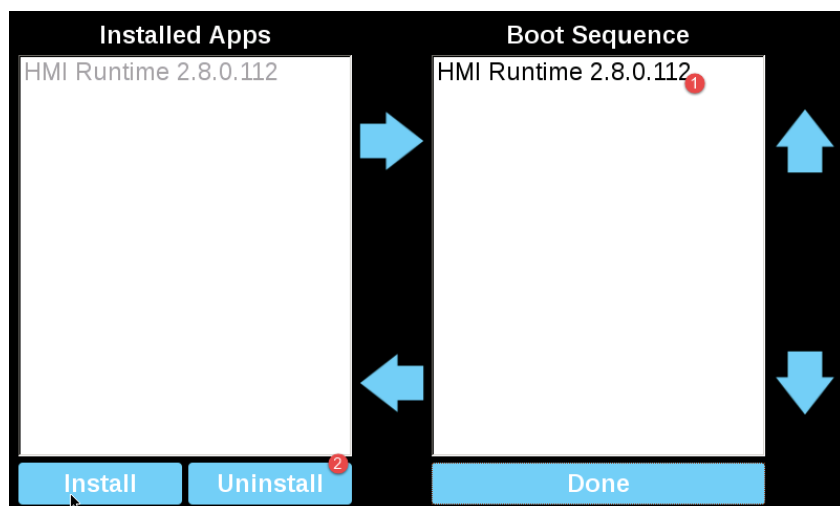 Installed Apps
HMI Runtime 2.8.0.112
Install
Uninstall
2
Boot Sequence
HMI Runtime 2.8.0.112
1
Done